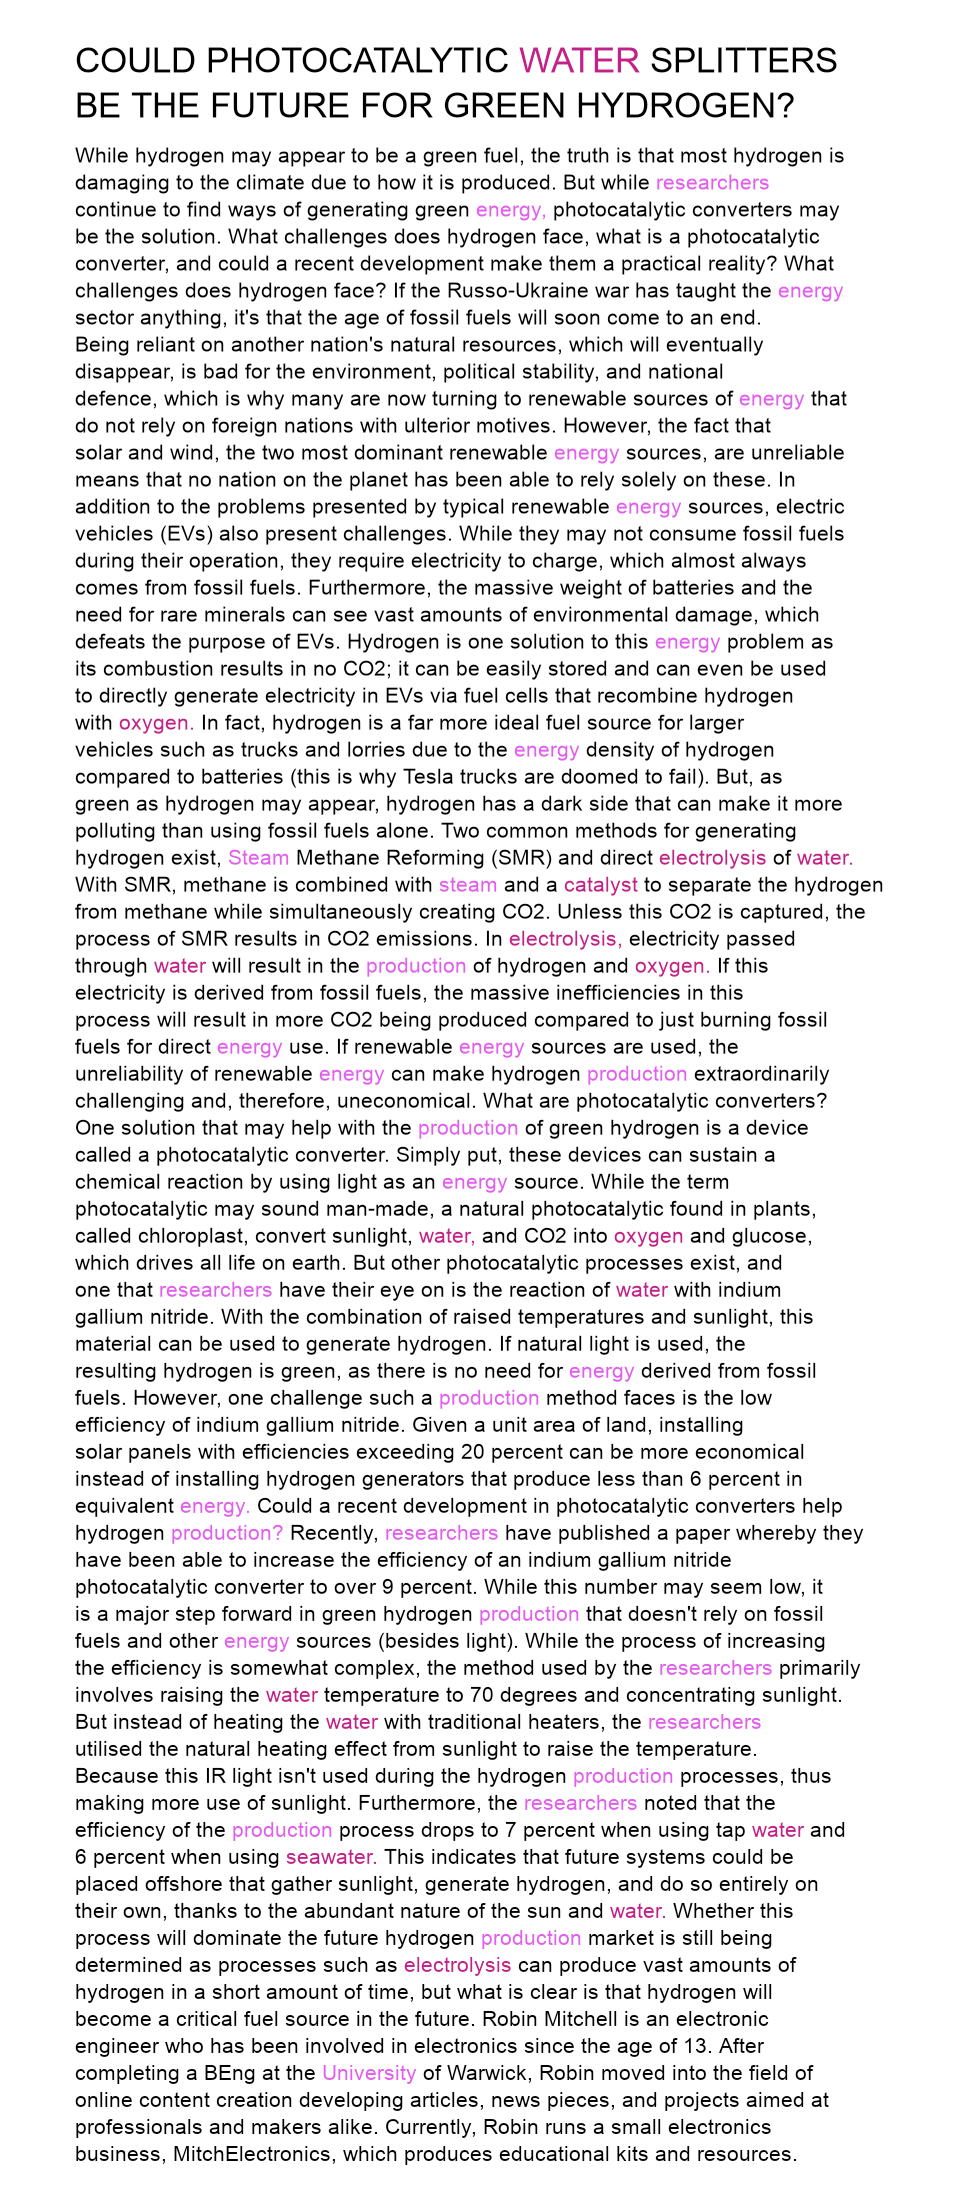 COULD PHOTOCATALYTIC WATER SPLITTERS
BE THE FUTURE FOR GREEN HYDROGEN?
While hydrogen may appear to be a green fuel, the truth is that most hydrogen is
damaging to the climate due to how it is produced. But while researchers
continue to find ways of generating green energy, photocatalytic converters may
be the solution. What challenges does hydrogen face, what is a photocatalytic
converter, and could a recent development make them a practical reality? What
challenges does hydrogen face? If the Russo-Ukraine war has taught the energy
sector anything, it's that the age of fossil fuels will soon come to an end.
Being reliant on another nation's natural resources, which will eventually
disappear, is bad for the environment, political stability, and national
defence, which is why many are now turning to renewable sources of energy that
do not rely on foreign nations with ulterior motives. However, the fact that
solar and wind, the two most dominant renewable energy sources, are unreliable
means that no nation on the planet has been able to rely solely on these. In
addition to the problems presented by typical renewable energy sources, electric
vehicles (EVs) also present challenges. While they may not consume fossil fuels
during their operation, they require electricity to charge, which almost always
comes from fossil fuels. Furthermore, the massive weight of batteries and the
need for rare minerals can see vast amounts of environmental damage, which
defeats the purpose of EVs. Hydrogen is one solution to this energy problem as
its combustion results in no CO2; it can be easily stored and can even be used
to directly generate electricity in EVs via fuel cells that recombine hydrogen
with oxygen. In fact, hydrogen is a far more ideal fuel source for larger
vehicles such as trucks and lorries due to the energy density of hydrogen
compared to batteries (this is why Tesla trucks are doomed to fail). But, as
green as hydrogen may appear, hydrogen has a dark side that can make it more
polluting than using fossil fuels alone. Two common methods for generating
hydrogen exist, Steam Methane Reforming (SMR) and direct electrolysis of water.
With SMR, methane is combined with steam and a catalyst to separate the hydrogen
from methane while simultaneously creating CO2. Unless this CO2 is captured, the
process of SMR results in CO2 emissions. In electrolysis, electricity passed
through water will result in the production of hydrogen and oxygen. If this
electricity is derived from fossil fuels, the massive inefficiencies in this
process will result in more CO2 being produced compared to just burning fossil
fuels for direct energy use. If renewable energy sources are used, the
unreliability of renewable energy can make hydrogen production extraordinarily
challenging and, therefore, uneconomical. What are photocatalytic converters?
One solution that may help with the production of green hydrogen is a device
called a photocatalytic converter. Simply put, these devices can sustain a
chemical reaction by using light as an energy source. While the term
photocatalytic may sound man-made, a natural photocatalytic found in plants,
called chloroplast, convert sunlight, water, and CO2 into oxygen and glucose,
which drives all life on earth. But other photocatalytic processes exist, and
one that researchers have their eye on is the reaction of water with indium
gallium nitride. With the combination of raised temperatures and sunlight, this
material can be used to generate hydrogen. If natural light is used, the
resulting hydrogen is green, as there is no need for energy derived from fossil
fuels. However, one challenge such a production method faces is the low
efficiency of indium gallium nitride. Given a unit area of land, installing
solar panels with efficiencies exceeding 20 percent can be more economical
instead of installing hydrogen generators that produce less than 6 percent in
equivalent energy. Could a recent development in photocatalytic converters help
hydrogen production? Recently, researchers have published a paper whereby they
have been able to increase the efficiency of an indium gallium nitride
photocatalytic converter to over 9 percent. While this number may seem low, it
is a major step forward in green hydrogen production that doesn't rely on fossil
fuels and other energy sources (besides light). While the process of increasing
the efficiency is somewhat complex, the method used by the researchers primarily
involves raising the water temperature to 70 degrees and concentrating sunlight.
But instead of heating the water with traditional heaters, the researchers
utilised the natural heating effect from sunlight to raise the temperature.
Because this IR light isn't used during the hydrogen production processes, thus
making more use of sunlight. Furthermore, the researchers noted that the
efficiency of the production process drops to 7 percent when using tap water and
6 percent when using seawater. This indicates that future systems could be
placed offshore that gather sunlight, generate hydrogen, and do so entirely on
their own, thanks to the abundant nature of the sun and water. Whether this
process will dominate the future hydrogen production market is still being
determined as processes such as electrolysis can produce vast amounts of
hydrogen in a short amount of time, but what is clear is that hydrogen will
become a critical fuel source in the future. Robin Mitchell is an electronic
engineer who has been involved in electronics since the age of 13. After
completing a BEng at the University of Warwick, Robin moved into the field of
online content creation developing articles, news pieces, and projects aimed at
professionals and makers alike. Currently, Robin runs a small electronics
business, MitchElectronics, which produces educational kits and resources.